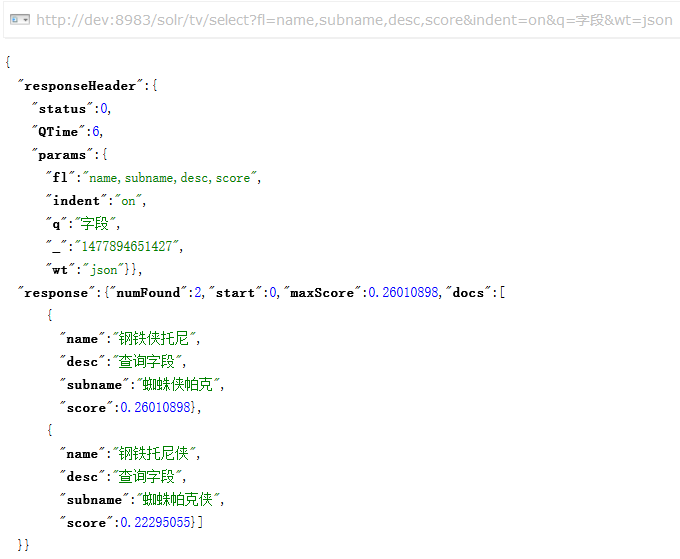 http://dev:8983/solr/tv/select?fl=name,subname,desc,score&indent=on&q=字段&wt=json
{
"responseHeader":{
"status":0,
"QTime":6,
"params":{
"fl":"name,subname,desc,score",
"indent":"on",
"q":"字段",
"_":"1477894651427",
"wt":"json"}},
"response":{"numFound":2,"start":0,"maxScore":0.26010898,"docs":[
{
"name":"钢铁侠托尼",
"desc":"查询字段",
"subname":"蜘蛛侠帕克",
"score":0.26010898},
{
"name":"钢铁托尼侠",
"desc":"查询字段",
"subname":"蜘蛛帕克侠",
"score":0.22295055}]
}}